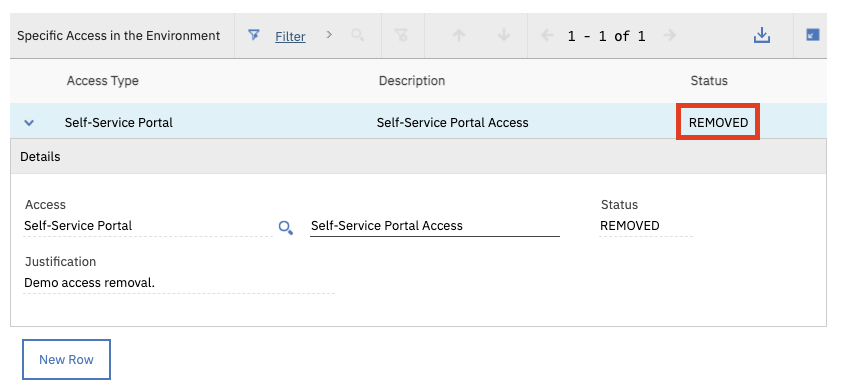 Specific Access in the Environment Filter 1 - 1 of 1
Access Type Description Status
Self-Service Portal Self-Service Portal Access REMOVED
Details
Access Status
Self-Service Portal Self-Service Portal Access REMOVED
Justification
Demo access removal.
New Row